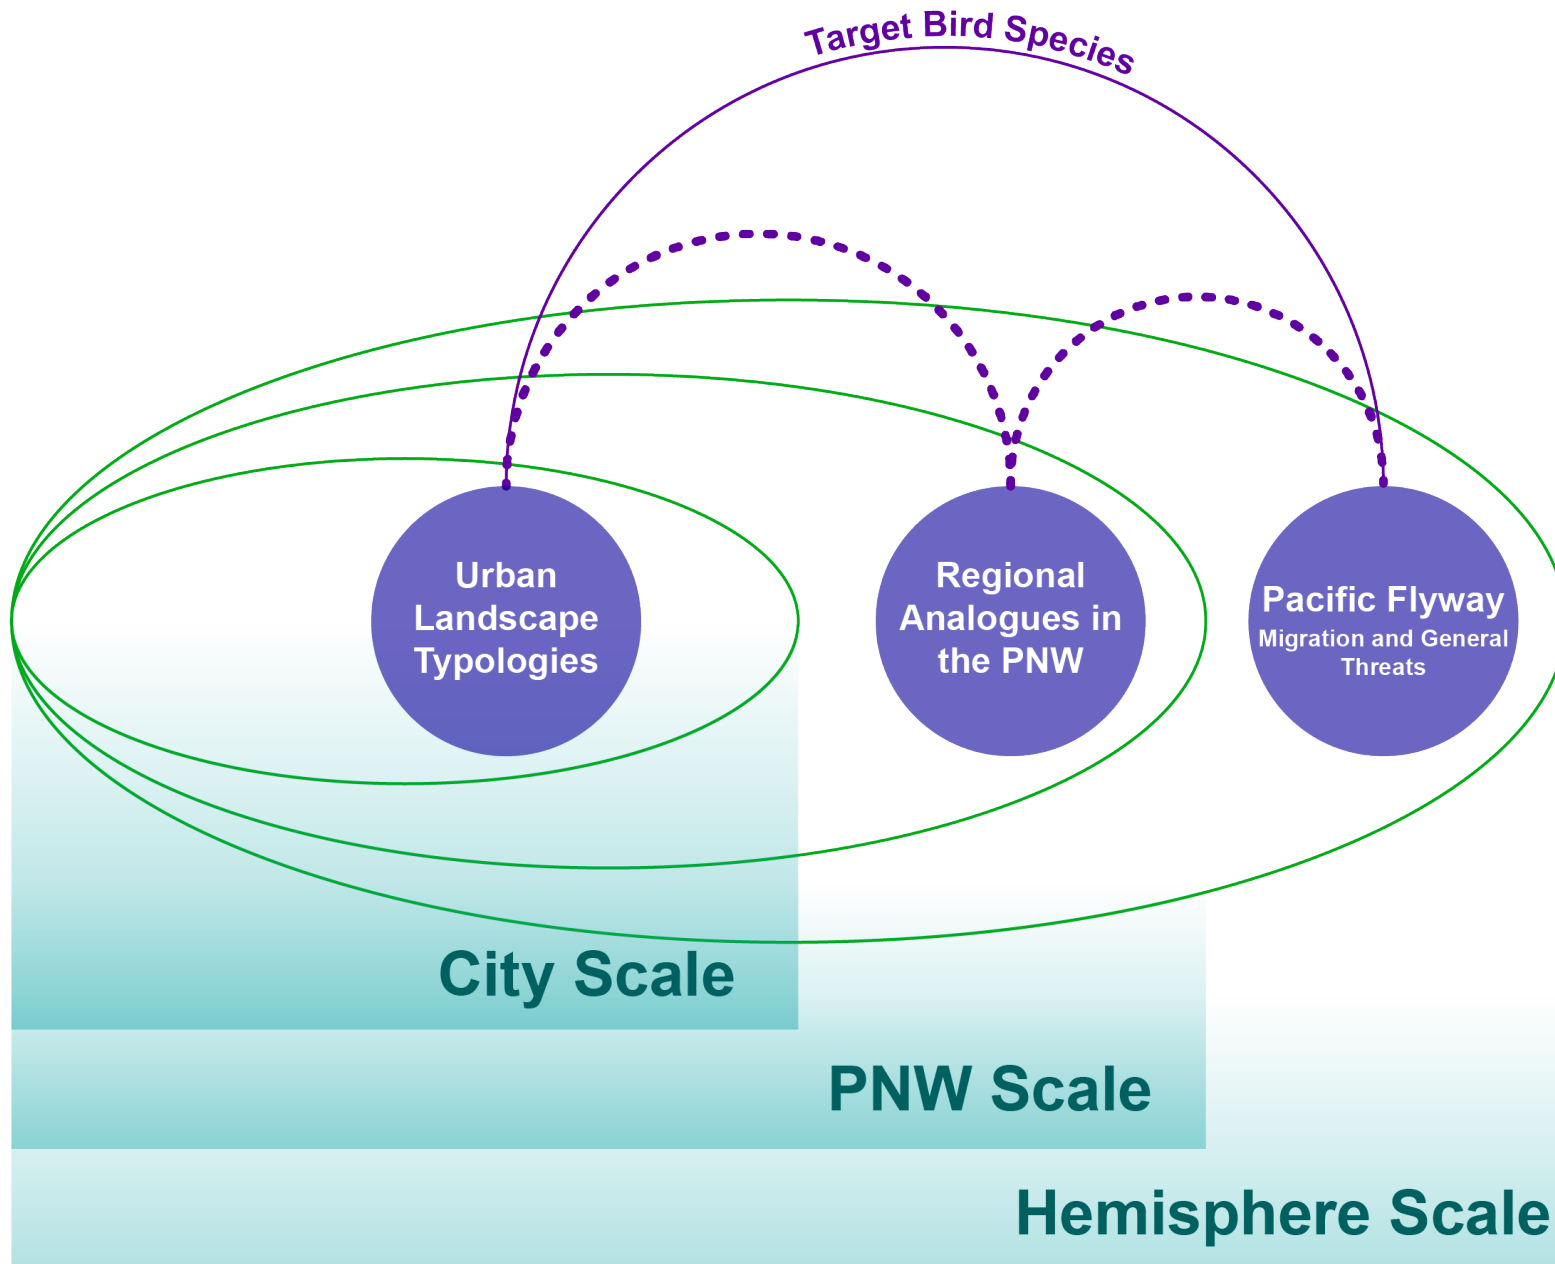 Target Bird Species
Urban
Landscape
Typologies
Regional
Analogues in
the PNW
Pacific Flyway
Migration and General
Threats
City Scale
PNW Scale
Hemisphere Scale